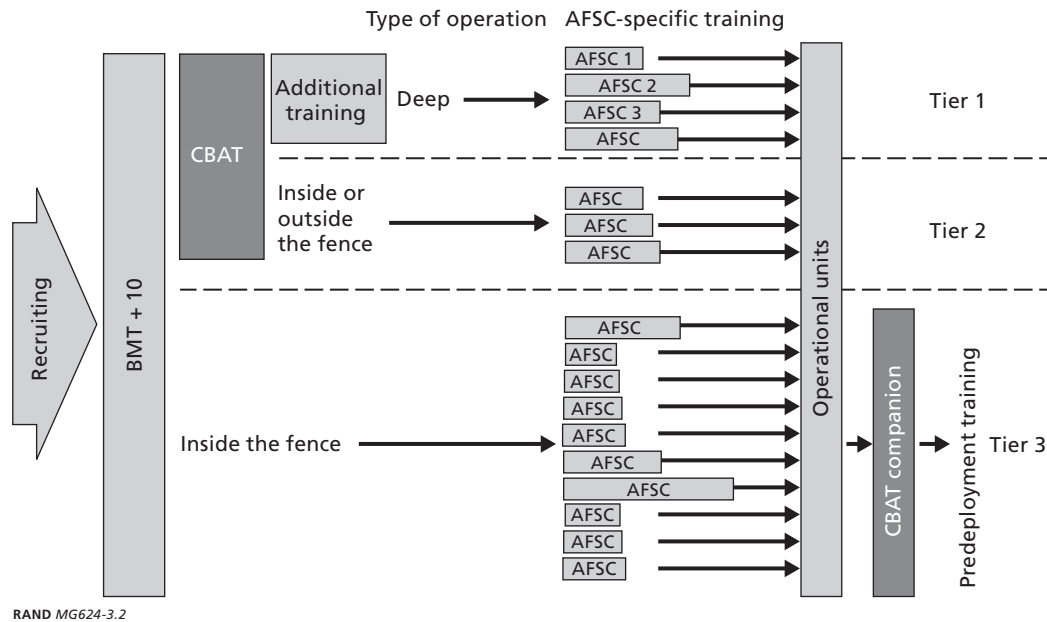 Type of operation AFSC-specific training
Recruiting
BMT + 10
CBAT
Additional
training
Deep
AFSC 1
AFSC 2
AFSC 3
AFSC
Tier 1
Inside or
outside
the fence
AFSC
AFSC
AFSC
Tier 2
Inside the fence
AFSC
AFSC
AFSC
AFSC
AFSC
AFSC
AFSC
AFSC
AFSC
AFSC
Operational units
CBAT companion
Predeployment training
Tier 3
RAND MG624-3.2